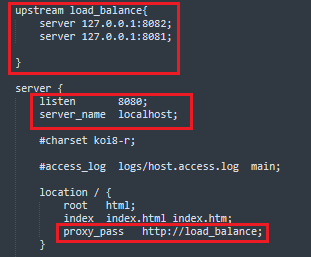 upstream load_balance{
server 127.0.0.1:8082;
server 127.0.0.1:8081;
}
server {
listen 8080;
server_name localhost;
#charset koi8-r;
#access_log logs/host.access.log main;
location / {
root html;
index index.html index.htm;
proxy_pass http://load_balance;
}